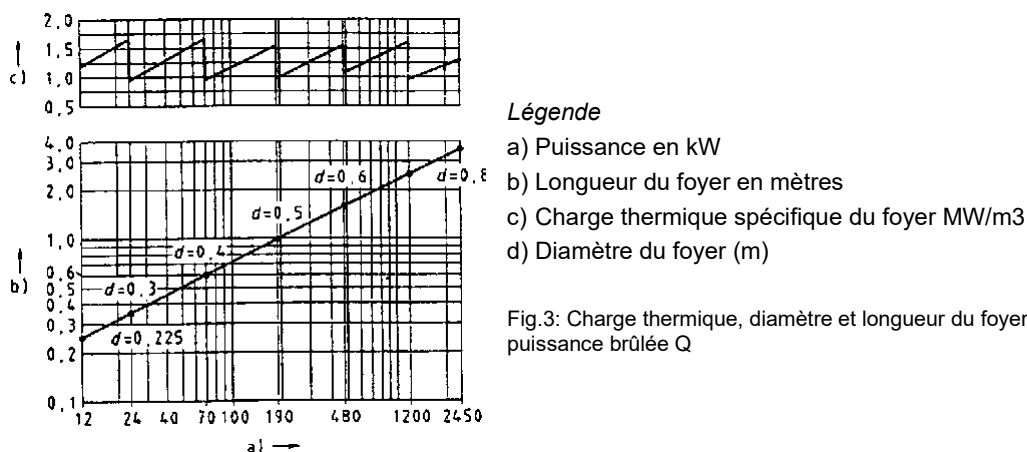 2.0
1.5
c)
1.0
0.5
4.0
3.0
2.0
d=0.6
d=0.8
d=0.5
1.0
d=0.4
0.6
b)
0.5
d=0.3
0.4
0.3
d=0.225
0.2
0.1
12 24 40 70 100 190 480 1200 2450
a)
Légende
a) Puissance en kW
b) Longueur du foyer en mètres
c) Charge thermique spécifique du foyer MW/m3
d) Diamètre du foyer (m)
Fig.3: Charge thermique, diamètre et longueur du foyer
puissance brûlée Q